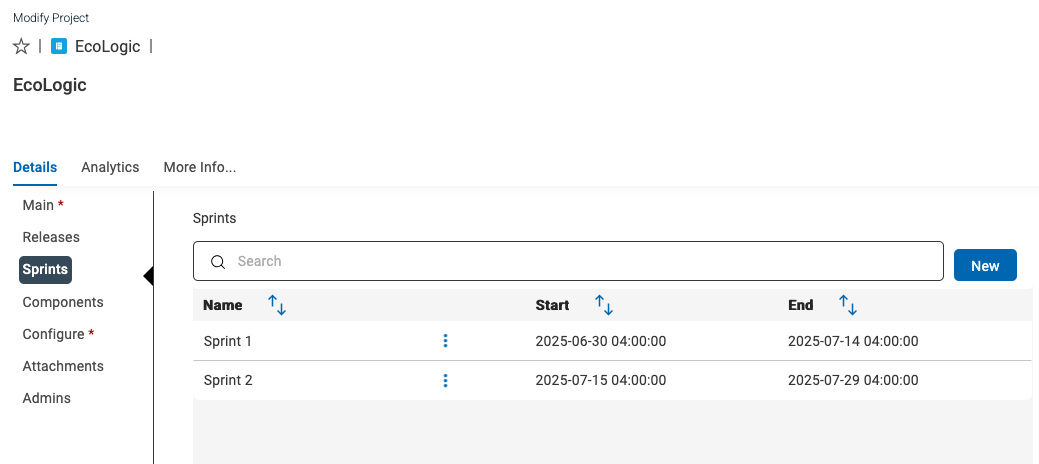 Modify Project
EcoLogic
EcoLogic
Details Analytics More Info...
Main *
Releases
Sprints
Components
Configure *
Attachments
Admins
Sprints
Search
New
Name Start End
Sprint 1 2025-06-30 04:00:00 2025-07-14 04:00:00
Sprint 2 2025-07-15 04:00:00 2025-07-29 04:00:00